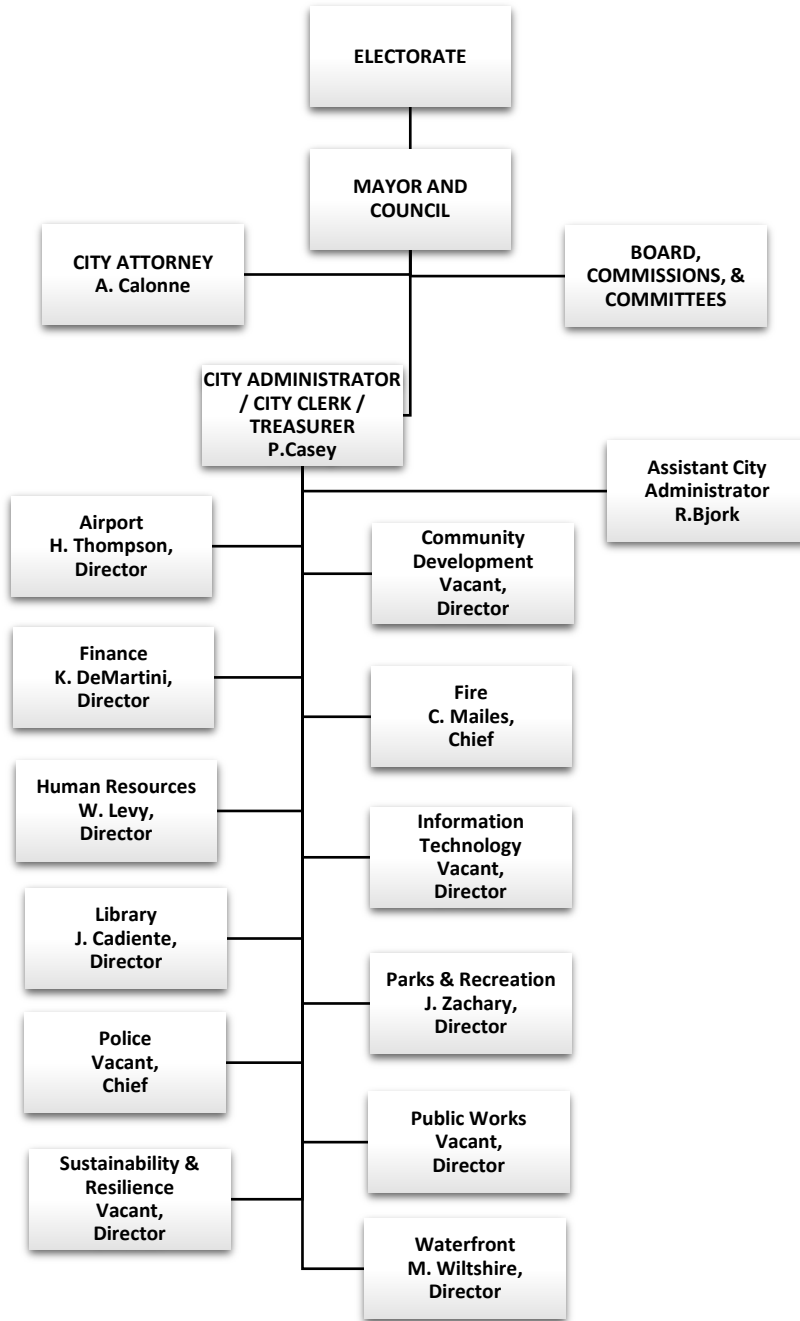 ELECTORATE
MAYOR AND
COUNCIL
CITY ATTORNEY
A. Calonne
BOARD,
COMMISSIONS, &
COMMITTEES
CITY ADMINISTRATOR
/ CITY CLERK /
TREASURER
P.Casey
Assistant City
Administrator
R.Bjork
Airport
H. Thompson,
Director
Community
Development
Vacant,
Director
Finance
K. DeMartini,
Director
Fire
C. Mailes,
Chief
Human Resources
W. Levy,
Director
Information
Technology
Vacant,
Director
Library
J. Cadiente,
Director
Parks & Recreation
J. Zachary,
Director
Police
Vacant,
Chief
Public Works
Vacant,
Director
Sustainability &
Resilience
Vacant,
Director
Waterfront
M. Wiltshire,
Director